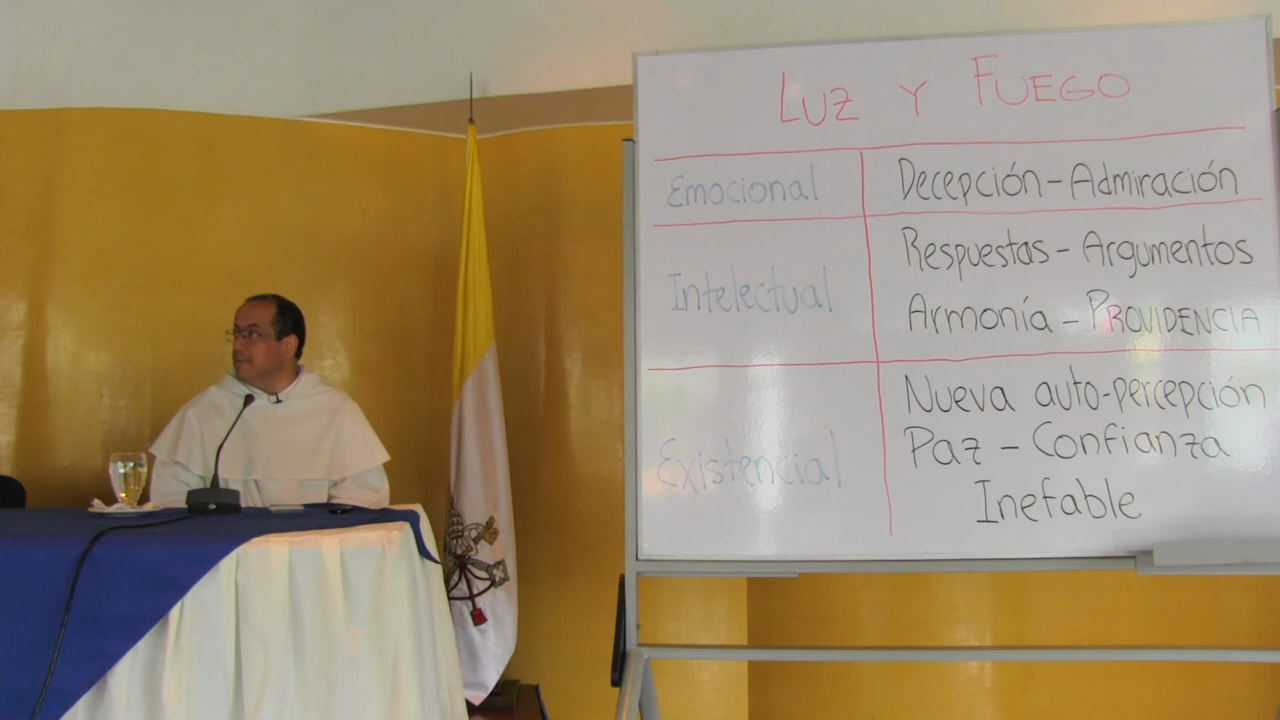 LUZ Y FUEGO
Emocional
Decepción - Admiración
Intelectual
Respuestas - Argumentos
Armonía - PROVIDENCIA
Existencial
Nueva auto-percepción
Paz - Confianza
Inefable